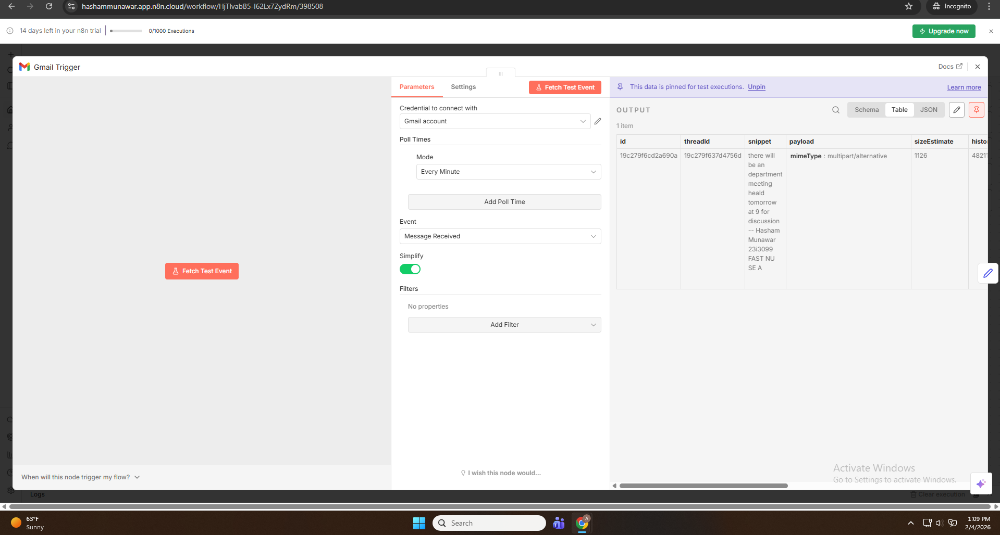 hashammunawar.app.n8n.cloud/workflow/HjTIvabB5-I62Lx7ZydRm/398508
Incognito
14 days left in your n8n trial
0/1000 Executions
Upgrade now
Gmail Trigger
Docs
Parameters
Settings
Fetch Test Event
This data is pinned for test executions. Unpin
Learn more
Credential to connect with
Gmail account
Poll Times
Mode
Every Minute
Add Poll Time
Event
Message Received
Simplify
Filters
No properties
Add Filter
I wish this node would...
Fetch Test Event
When will this node trigger my flow?
OUTPUT
Schema
Table
JSON
1 item
id
threadId
snippet
payload
sizeEstimate
histo
19c279f6cd2a690a
19c279f637d4756d
there will
be an
department
meeting
heald
tomorrow
at 9 for
discussion
-- Hasham
Munawar
23i3099
FAST NU
SE A
mimeType : multipart/alternative
1126
48211
Activate Windows
Go to Settings to activate Windows.
Logs
Clear execution
63°F
Sunny
Search
A
1:09 PM
2/4/2026